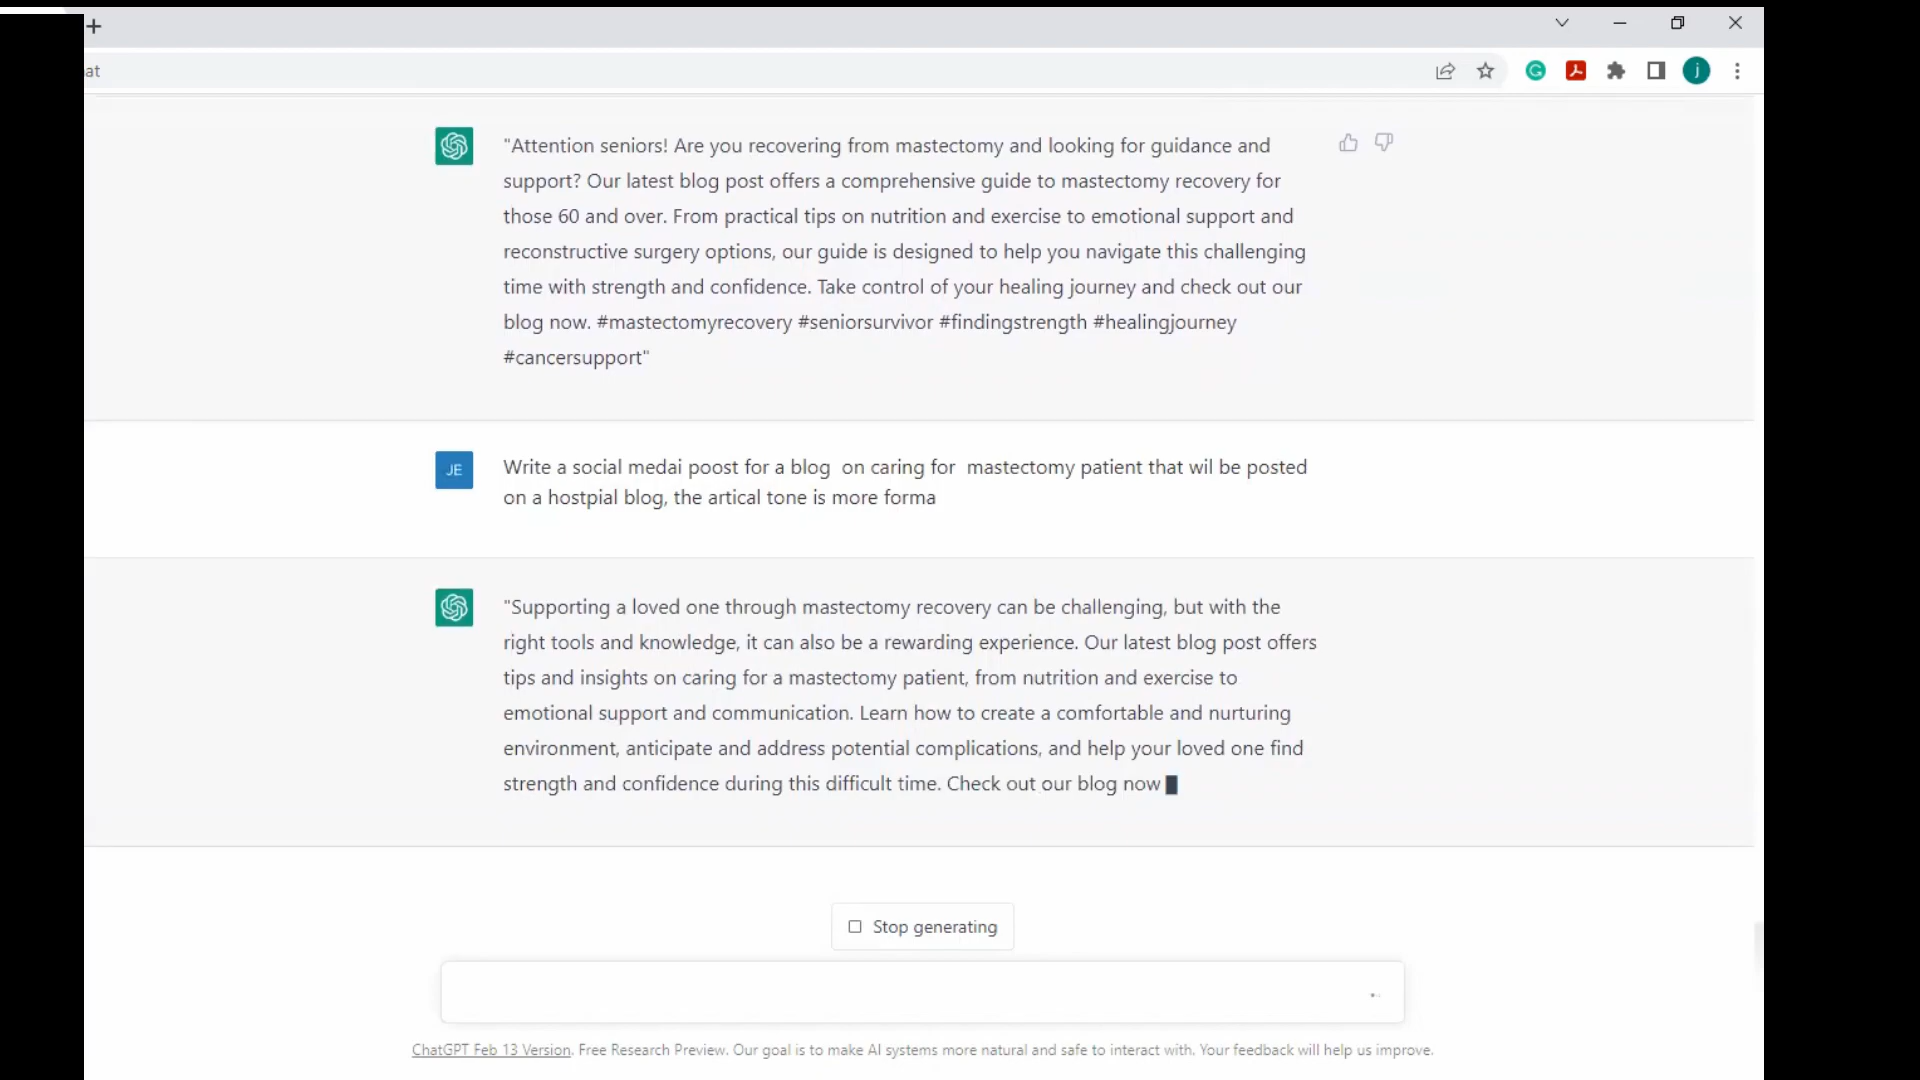 at
j
"Attention seniors! Are you recovering from mastectomy and looking for guidance and
support? Our latest blog post offers a comprehensive guide to mastectomy recovery for
those 60 and over. From practical tips on nutrition and exercise to emotional support and
reconstructive surgery options, our guide is designed to help you navigate this challenging
time with strength and confidence. Take control of your healing journey and check out our
blog now. #mastectomyrecovery #seniorsurvivor #findingstrength #healingjourney
#cancersupport"
JE
Write a social medai poost for a blog on caring for mastectomy patient that wil be posted
on a hostpial blog, the artical tone is more forma
"Supporting a loved one through mastectomy recovery can be challenging, but with the
right tools and knowledge, it can also be a rewarding experience. Our latest blog post offers
tips and insights on caring for a mastectomy patient, from nutrition and exercise to
emotional support and communication. Learn how to create a comfortable and nurturing
environment, anticipate and address potential complications, and help your loved one find
strength and confidence during this difficult time. Check out our blog now
Stop generating
ChatGPT Feb 13 Version. Free Research Preview. Our goal is to make AI systems more natural and safe to interact with. Your feedback will help us improve.